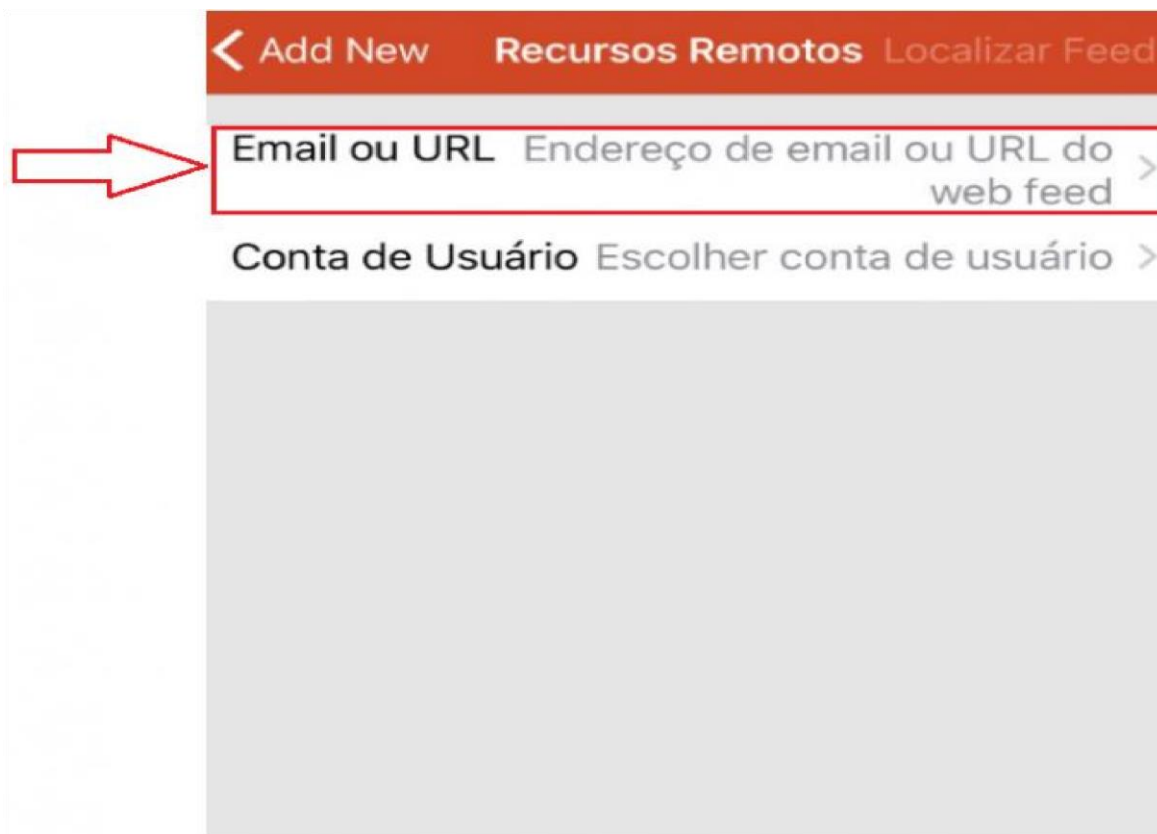 Add New Recursos Remotos Localizar Feed
Email ou URL Endereço de email ou URL do
web feed
Conta de Usuário Escolher conta de usuário